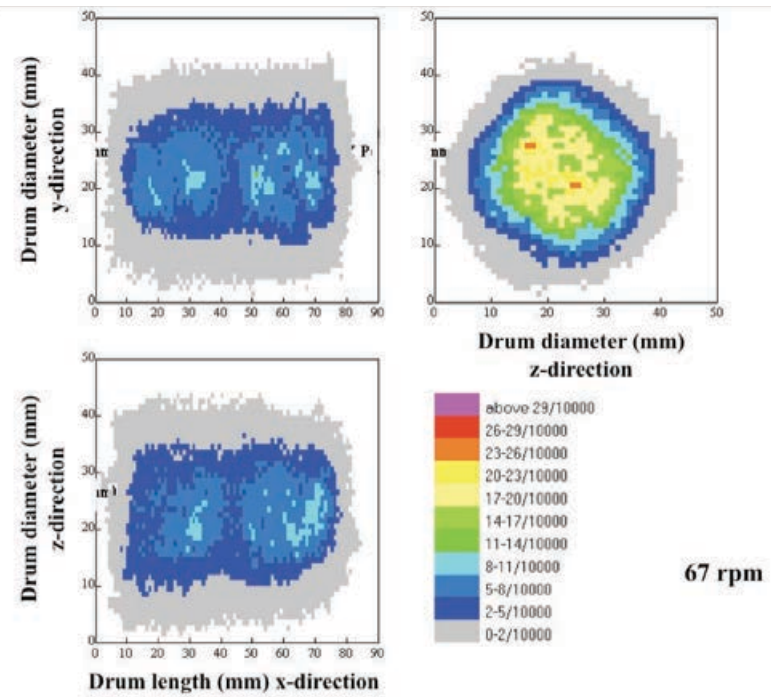 Drum diameter (mm)
y-direction
50
40
30
20
10
0
0 10 20 30 40 50 60 70 80 90
50
40
30
20
10
0
0 10 20 30 40 50
Drum diameter (mm)
z-direction
Drum diameter (mm)
z-direction
50
40
30
20
10
0
0 10 20 30 40 50 60 70 80 90
Drum length (mm) x-direction
above 29/10000
26-29/10000
23-26/10000
20-23/10000
17-20/10000
14-17/10000
11-14/10000
8-11/10000
5-8/10000
2-5/10000
0-2/10000
67 rpm